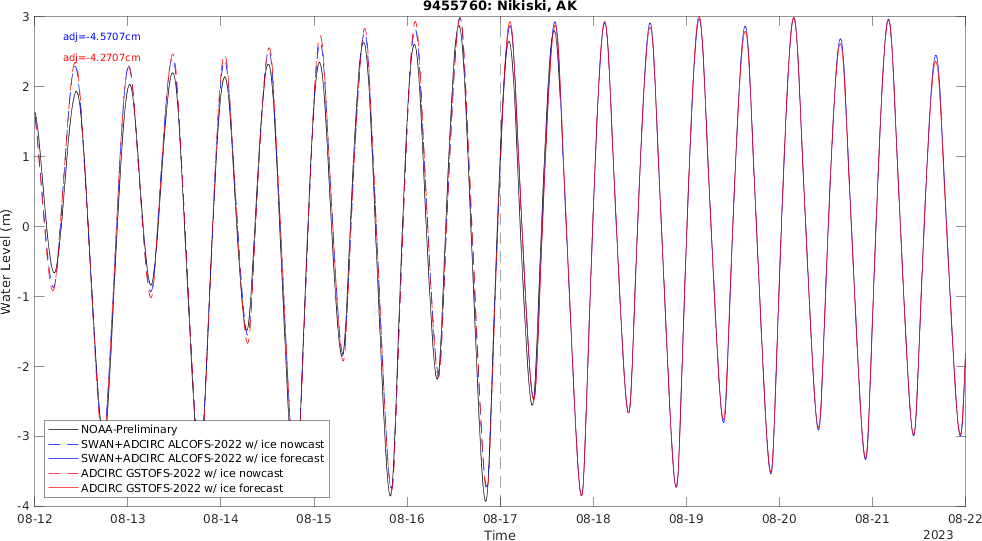 9455760: Nikiski, AK
adj=-4.5707cm
adj=-4.2707cm
3
2
1
0
-1
-2
-3
-4
Water Level (m)
NOAA-Preliminary
SWAN+ADCIRC ALCOFS-2022 w/ ice nowcast
SWAN+ADCIRC ALCOFS-2022 w/ ice forecast
ADCIRC GSTOFS-2022 w/ ice nowcast
ADCIRC GSTOFS-2022 w/ ice forecast
08-12 08-13 08-14 08-15 08-16 08-17 08-18 08-19 08-20 08-21 08-22
Time
2023